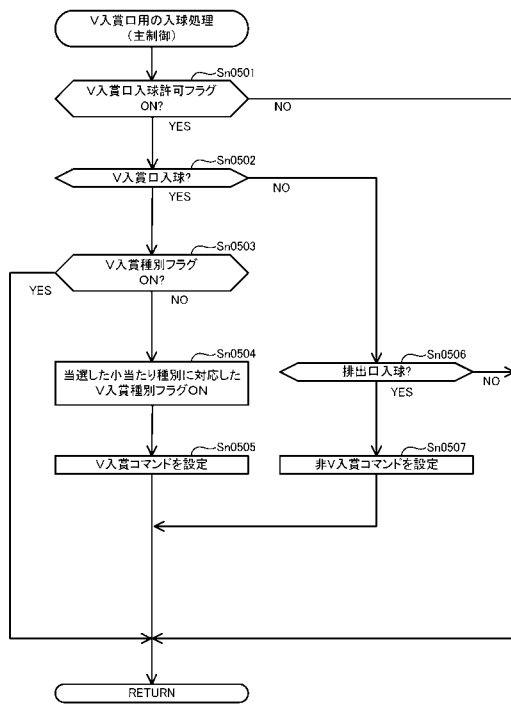 V入賞口用の入球処理
（主制御）
Sn0501
V入賞口入球許可フラグ
ON?
NO
YES
Sn0502
V入賞口入球?
NO
YES
Sn0503
V入賞種別フラグ
ON?
YES
NO
Sn0504
当選した小当たり種別に対応した
V入賞種別フラグON
Sn0506
排出口入球?
NO
YES
Sn0505
V入賞コマンドを設定
Sn0507
非V入賞コマンドを設定
RETURN